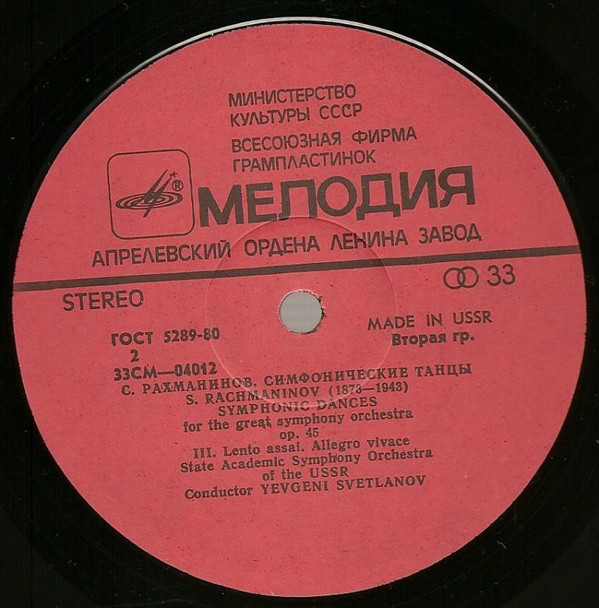 МИНИСТЕРСТВО
КУЛЬТУРЫ СССР
ВСЕСОЮЗНАЯ ФИРМА
ГРАМПЛАСТИНОК
® МЕЛОДИЯ
АПРЕЛЕВСКИЙ ОРДЕНА ЛЕНИНА ЗАВОД
STEREO
33
ГОСТ 5289-80
MADE IN USSR
2
Вторая гр.
33СМ—04012
С. РАХМАНИНОВ. СИМФОНИЧЕСКИЕ ТАНЦЫ
S. RACHMANINOV (1873—1943)
SYMPHONIC DANCES
for the great symphony orchestra
op. 45
III. Lento assai. Allegro vivace
State Academic Symphony Orchestra
of the USSR
Conductor YEVGENI SVETLANOV